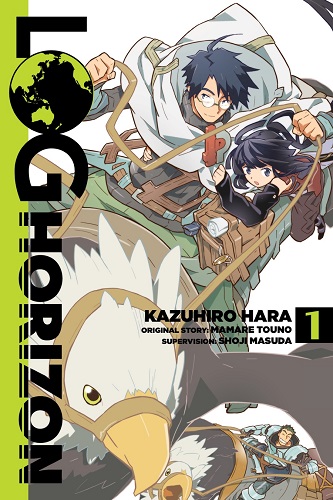 LOG HORIZON
KAZUHIRO HARA
ORIGINAL STORY: MAMARE TOUNO
SUPERVISION: SHOJI MASUDA
1